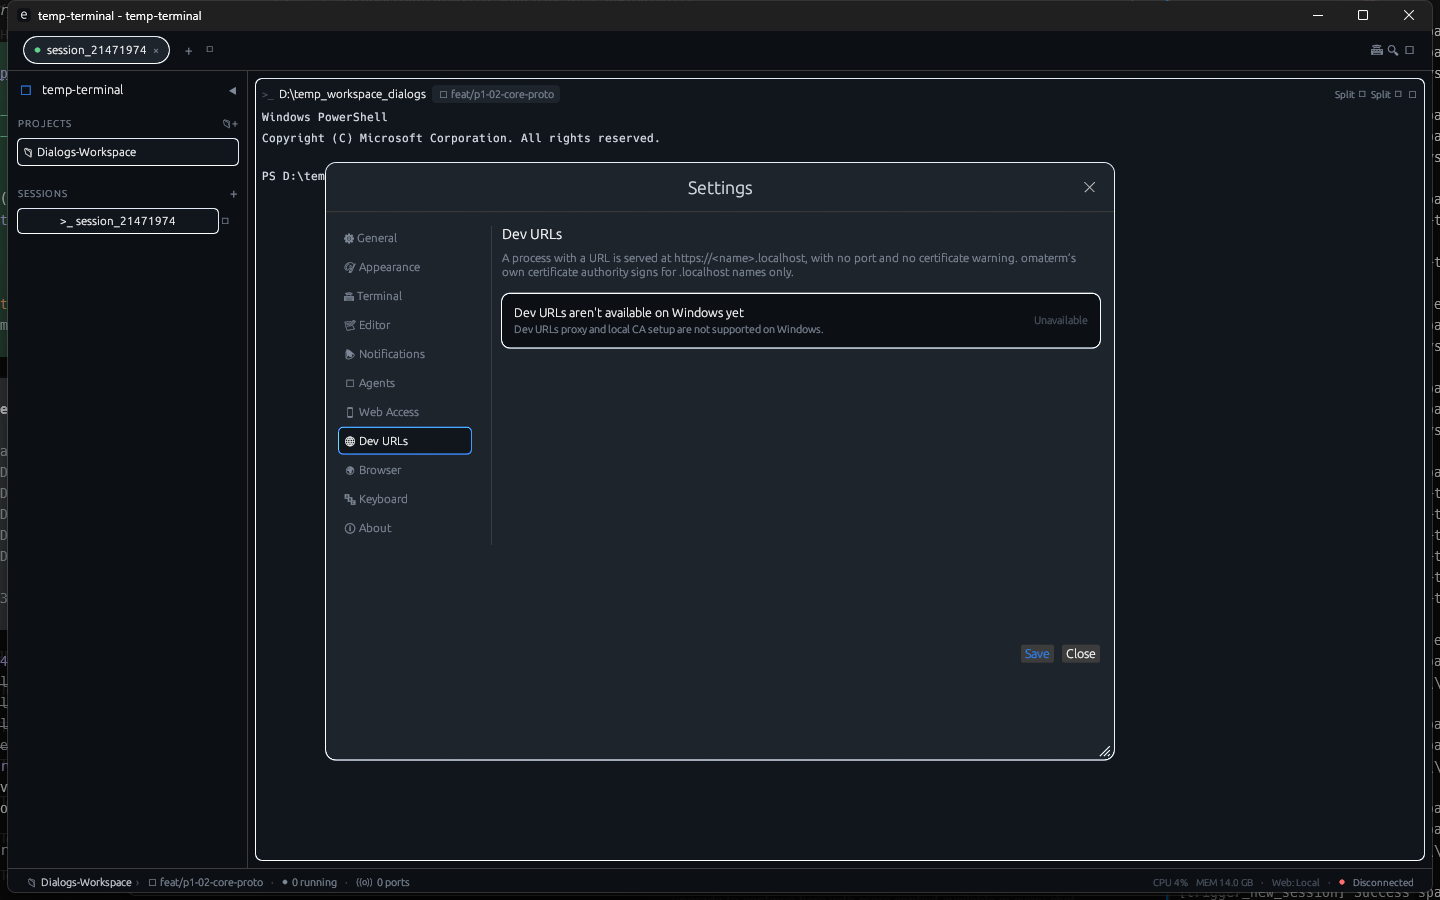 temp-terminal - temp-terminal
session_21471974
temp-terminal
PROJECTS
Dialogs-Workspace
SESSIONS
>_ session_21471974
>_ D:\temp_workspace_dialogs
feat/p1-02-core-proto
Split
Split
Windows PowerShell
Copyright (C) Microsoft Corporation. All rights reserved.
PS D:\tem
Settings
General
Appearance
Terminal
Editor
Notifications
Agents
Web Access
Dev URLs
Browser
Keyboard
About
Dev URLs
A process with a URL is served at https://<name>.localhost, with no port and no certificate warning. omaterm's
own certificate authority signs for .localhost names only.
Dev URLs aren't available on Windows yet
Dev URLs proxy and local CA setup are not supported on Windows.
Unavailable
Save
Close
Dialogs-Workspace ›
feat/p1-02-core-proto
· 0 running
· ((o)) 0 ports
CPU 4% MEM 14.0 GB · Web: Local · Disconnected